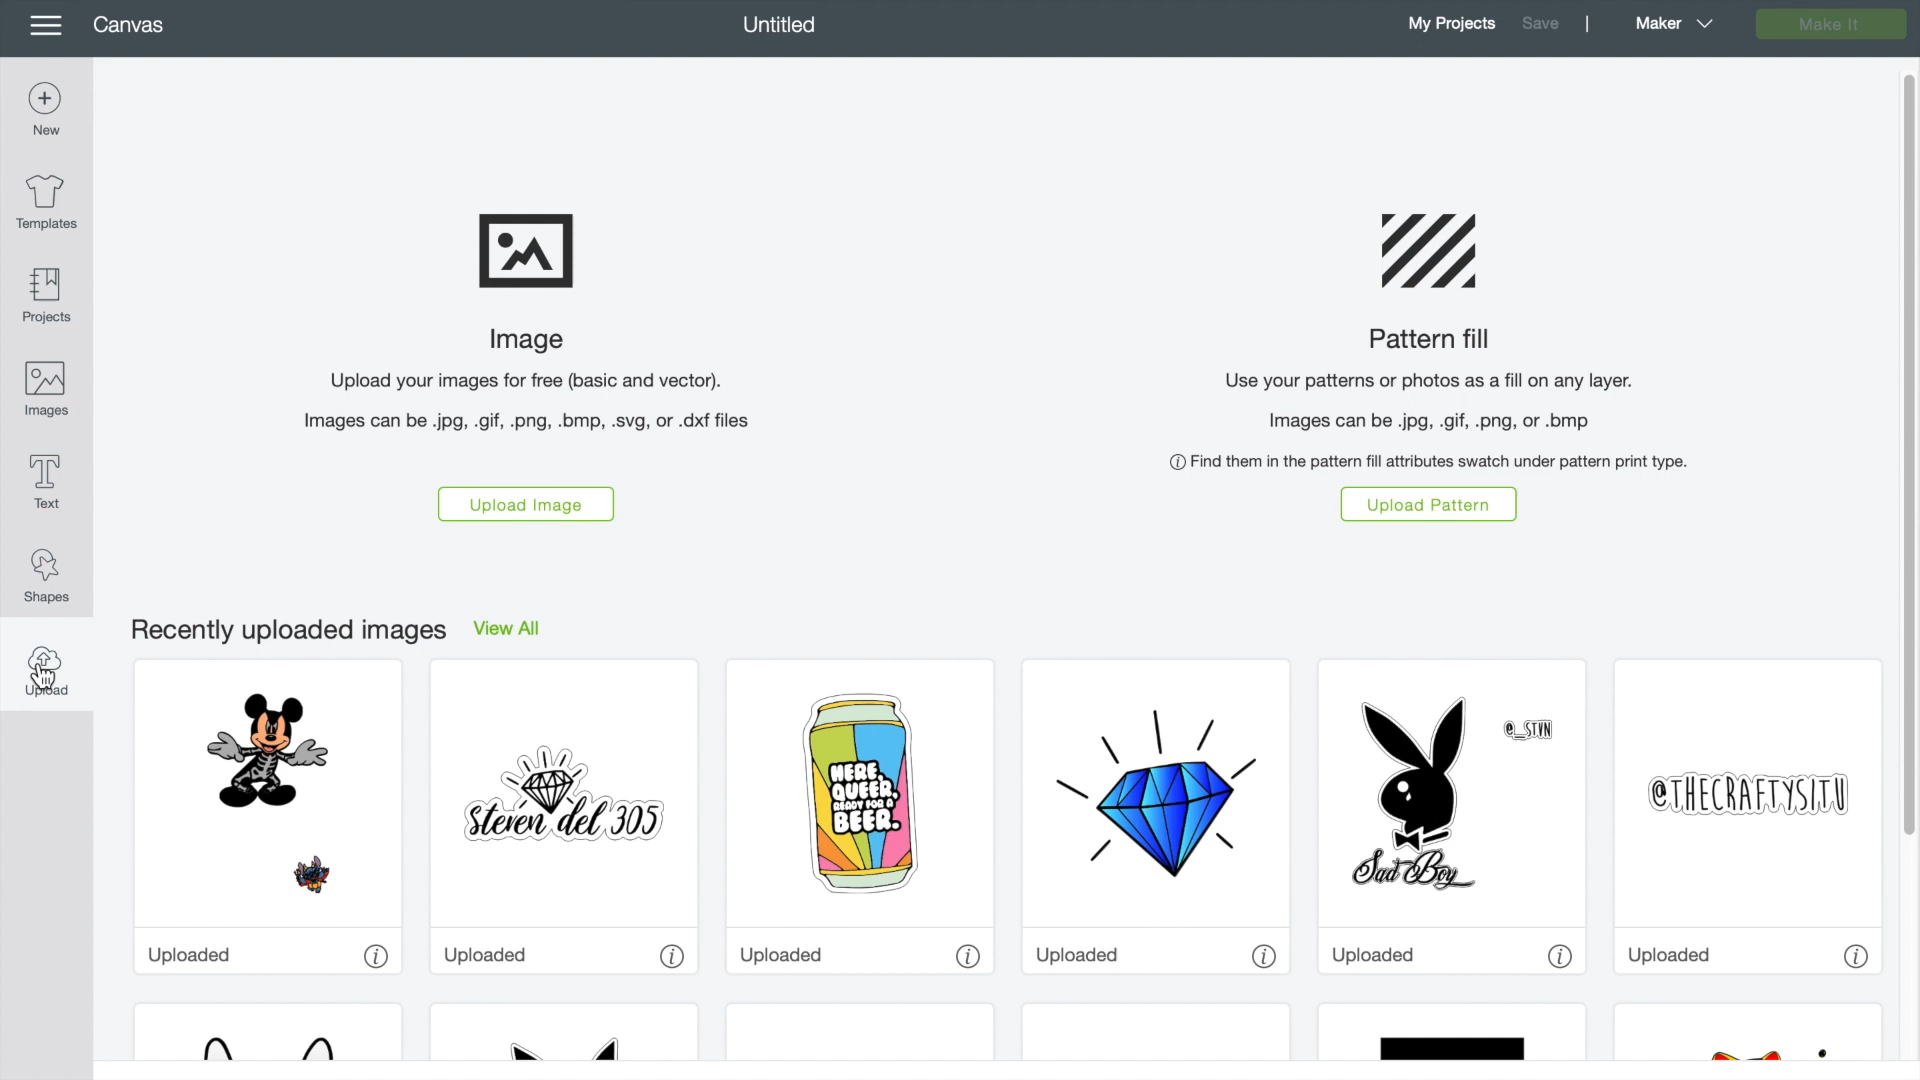 Canvas
Untitled
My Projects
Save
|
Maker
Make It
New
Templates
Projects
Images
Text
Shapes
Upload
Image
Upload your images for free (basic and vector).
Images can be .jpg, .gif, .png, .bmp, .svg, or .dxf files
Upload Image
Pattern fill
Use your patterns or photos as a fill on any layer.
Images can be .jpg, .gif, .png, or .bmp
Find them in the pattern fill attributes swatch under pattern print type.
Upload Pattern
Recently uploaded images
View All
Steven del 305
HERE,
QUEER,
READY FOR A
BEER.
@_STVN
Sad Boy
@THECRAFTYSITU
Uploaded
Uploaded
Uploaded
Uploaded
Uploaded
Uploaded